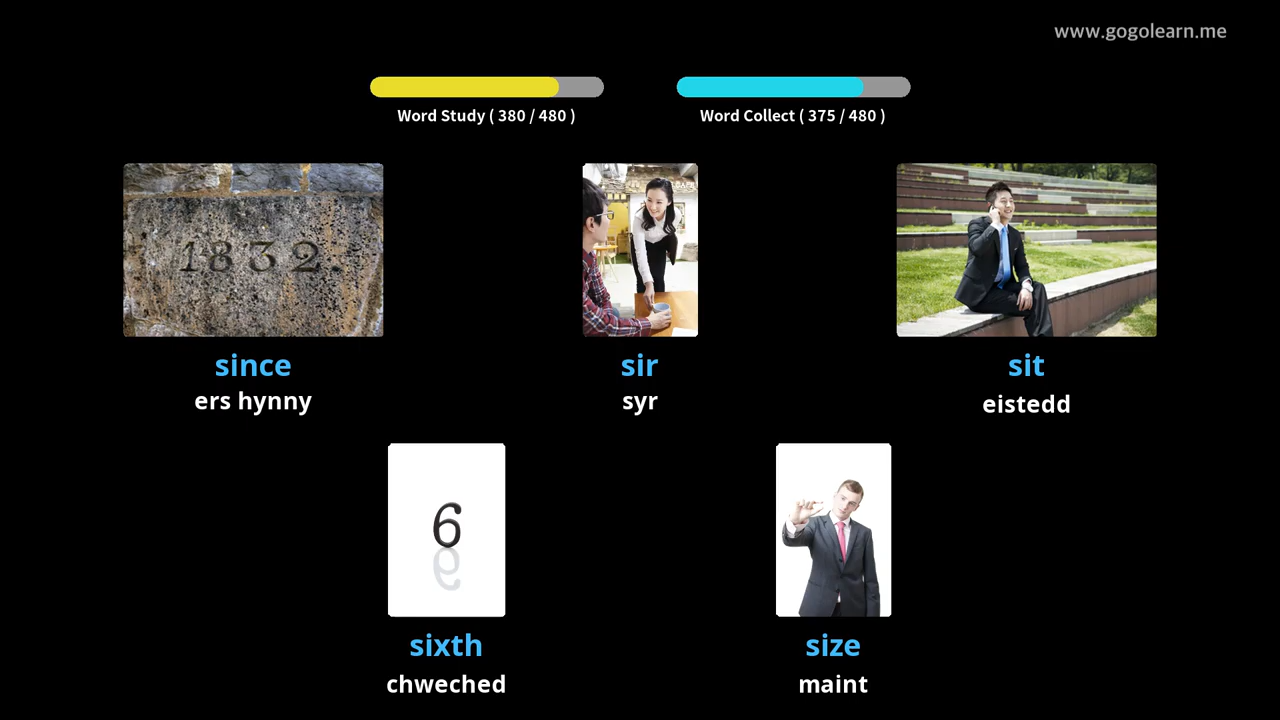 www.gogolearn.me
Word Study ( 380 / 480 )
Word Collect ( 375 / 480 )
1832.
since
sir
sit
ers hynny
syr
eistedd
6
sixth
size
chweched
maint